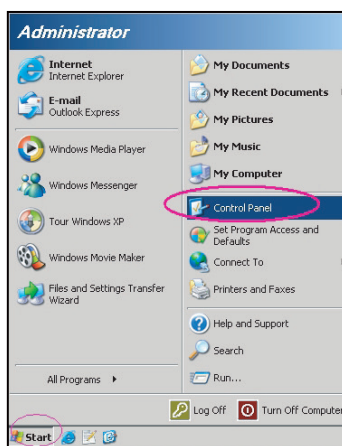 Administrator
Internet
Internet Explorer
E-mail
Outlook Express
Windows Media Player
Windows Messenger
Tour Windows XP
Windows Movie Maker
Files and Settings Transfer
Wizard
All Programs
My Documents
My Recent Documents
My Pictures
My Music
My Computer
Control Panel
Set Program Access and
Defaults
Connect To
Printers and Faxes
Help and Support
Search
Run...
Log Off
Turn Off Computer
Start